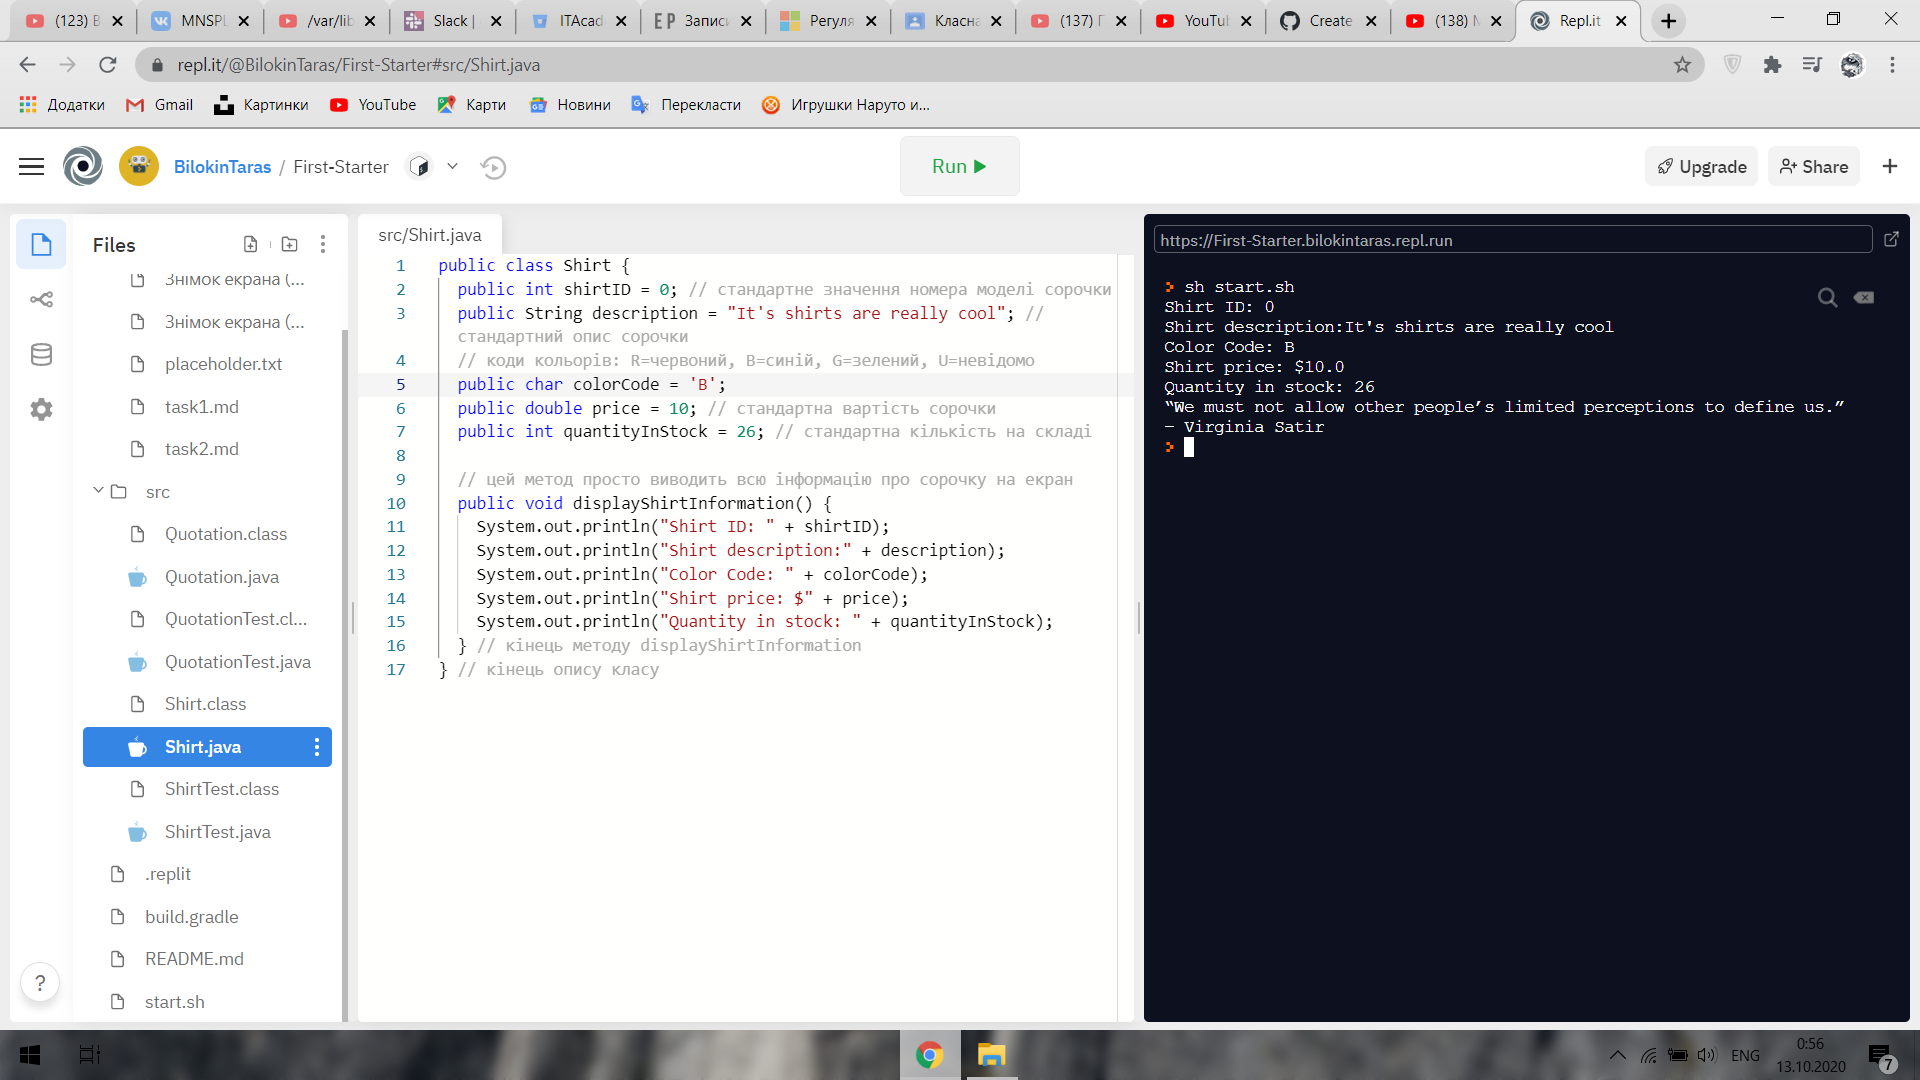 (123) B
MNSPL
/var/lib
Slack |
ITAcad
Записи
Регуля
Класна
(137) Г
YouTub
Create
(138) M
Repl.it
repl.it/@BilokinTaras/First-Starter#src/Shirt.java
Додатки Gmail Картинки YouTube Карти Новини Перекласти Игрушки Наруто и...
BilokinTaras / First-Starter
Run
Upgrade Share
Files
Знімок екрана (...
Знімок екрана (...
placeholder.txt
task1.md
task2.md
src
Quotation.class
Quotation.java
QuotationTest.cl...
QuotationTest.java
Shirt.class
Shirt.java
ShirtTest.class
ShirtTest.java
.replit
build.gradle
README.md
start.sh
?
src/Shirt.java
1 public class Shirt {
2 public int shirtID = 0; // стандартне значення номера моделі сорочки
3 public String description = "It's shirts are really cool"; //
стандартний опис сорочки
4 // коди кольорів: R=червоний, B=синій, G=зелений, U=невідомо
5 public char colorCode = 'B';
6 public double price = 10; // стандартна вартість сорочки
7 public int quantityInStock = 26; // стандартна кількість на складі
8
9 // цей метод просто виводить всю інформацію про сорочку на екран
10 public void displayShirtInformation() {
11 System.out.println("Shirt ID: " + shirtID);
12 System.out.println("Shirt description:" + description);
13 System.out.println("Color Code: " + colorCode);
14 System.out.println("Shirt price: $" + price);
15 System.out.println("Quantity in stock: " + quantityInStock);
16 } // кінець методу displayShirtInformation
17 } // кінець опису класу
https://First-Starter.bilokintaras.repl.run
sh start.sh
Shirt ID: 0
Shirt description:It's shirts are really cool
Color Code: B
Shirt price: $10.0
Quantity in stock: 26
“We must not allow other people’s limited perceptions to define us.”
– Virginia Satir
ENG
0:56
13.10.2020
7